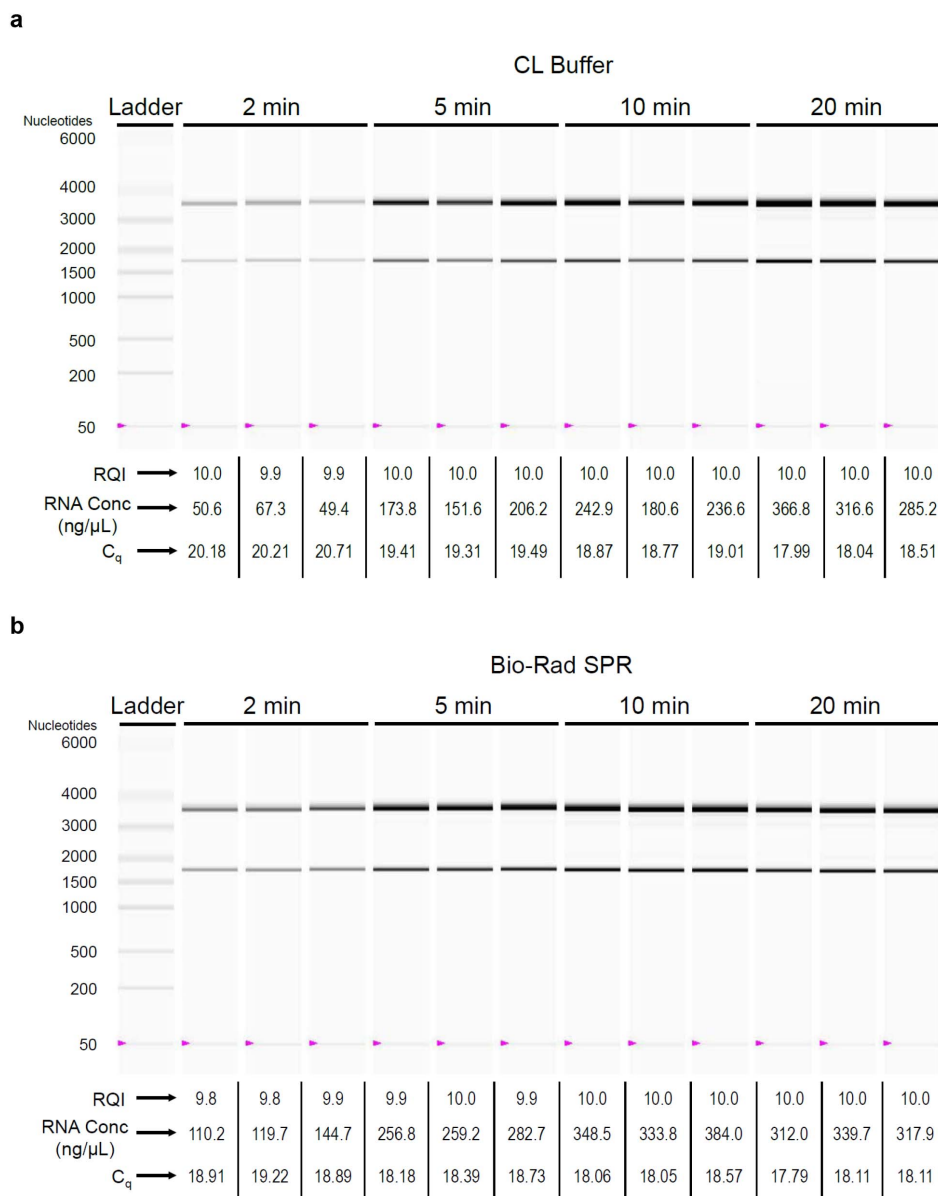 a
CL Buffer
Ladder 2 min 5 min 10 min 20 min
Nucleotides
6000
4000
3000
2000
1500
1000
500
200
50
RQI 10.0 9.9 9.9 10.0 10.0 10.0 10.0 10.0 10.0 10.0 10.0 10.0
RNA Conc 50.6 67.3 49.4 173.8 151.6 206.2 242.9 180.6 236.6 366.8 316.6 285.2
(ng/µL)
Cq 20.18 20.21 20.71 19.41 19.31 19.49 18.87 18.77 19.01 17.99 18.04 18.51
b
Bio-Rad SPR
Ladder 2 min 5 min 10 min 20 min
Nucleotides
6000
4000
3000
2000
1500
1000
500
200
50
RQI 9.8 9.8 9.9 9.9 10.0 9.9 10.0 10.0 10.0 10.0 10.0 10.0
RNA Conc 110.2 119.7 144.7 256.8 259.2 282.7 348.5 333.8 384.0 312.0 339.7 317.9
(ng/µL)
Cq 18.91 19.22 18.89 18.18 18.39 18.73 18.06 18.05 18.57 17.79 18.11 18.11